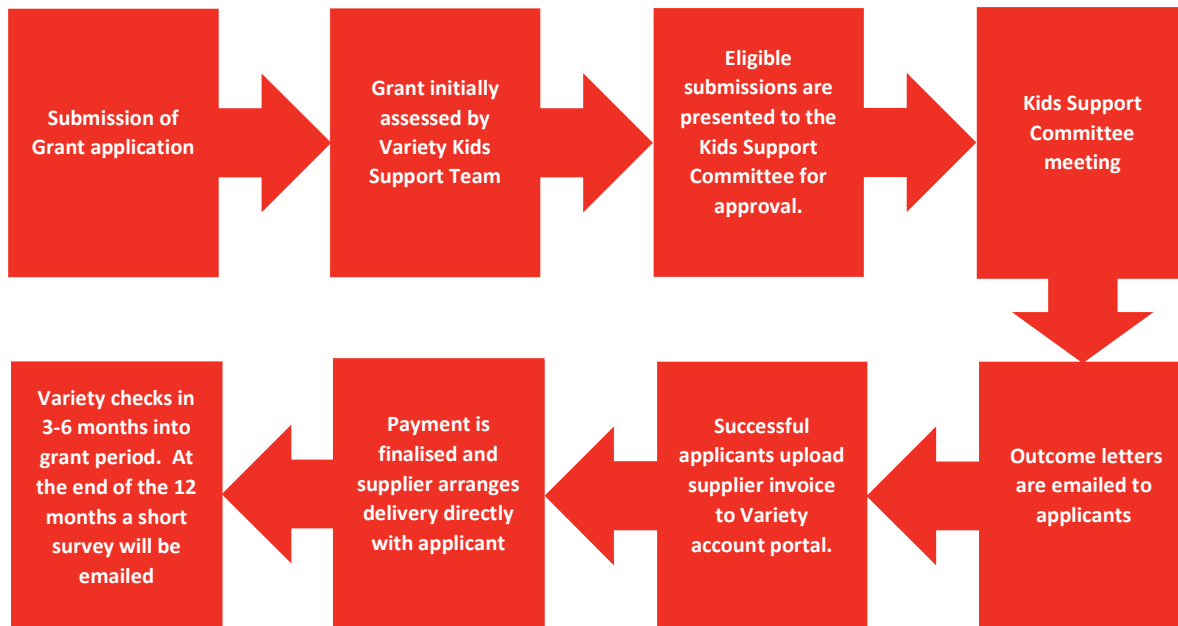 Submission of
Grant application
Grant initially
assessed by
Variety Kids
Support Team
Eligible
submissions are
presented to the
Kids Support
Committee for
approval.
Kids Support
Committee
meeting
Outcome letters
are emailed to
applicants
Successful
applicants upload
supplier invoice
to Variety
account portal.
Payment is
finalised and
supplier arranges
delivery directly
with applicant
Variety checks in
3-6 months into
grant period.  At
the end of the 12
months a short
survey will be
emailed